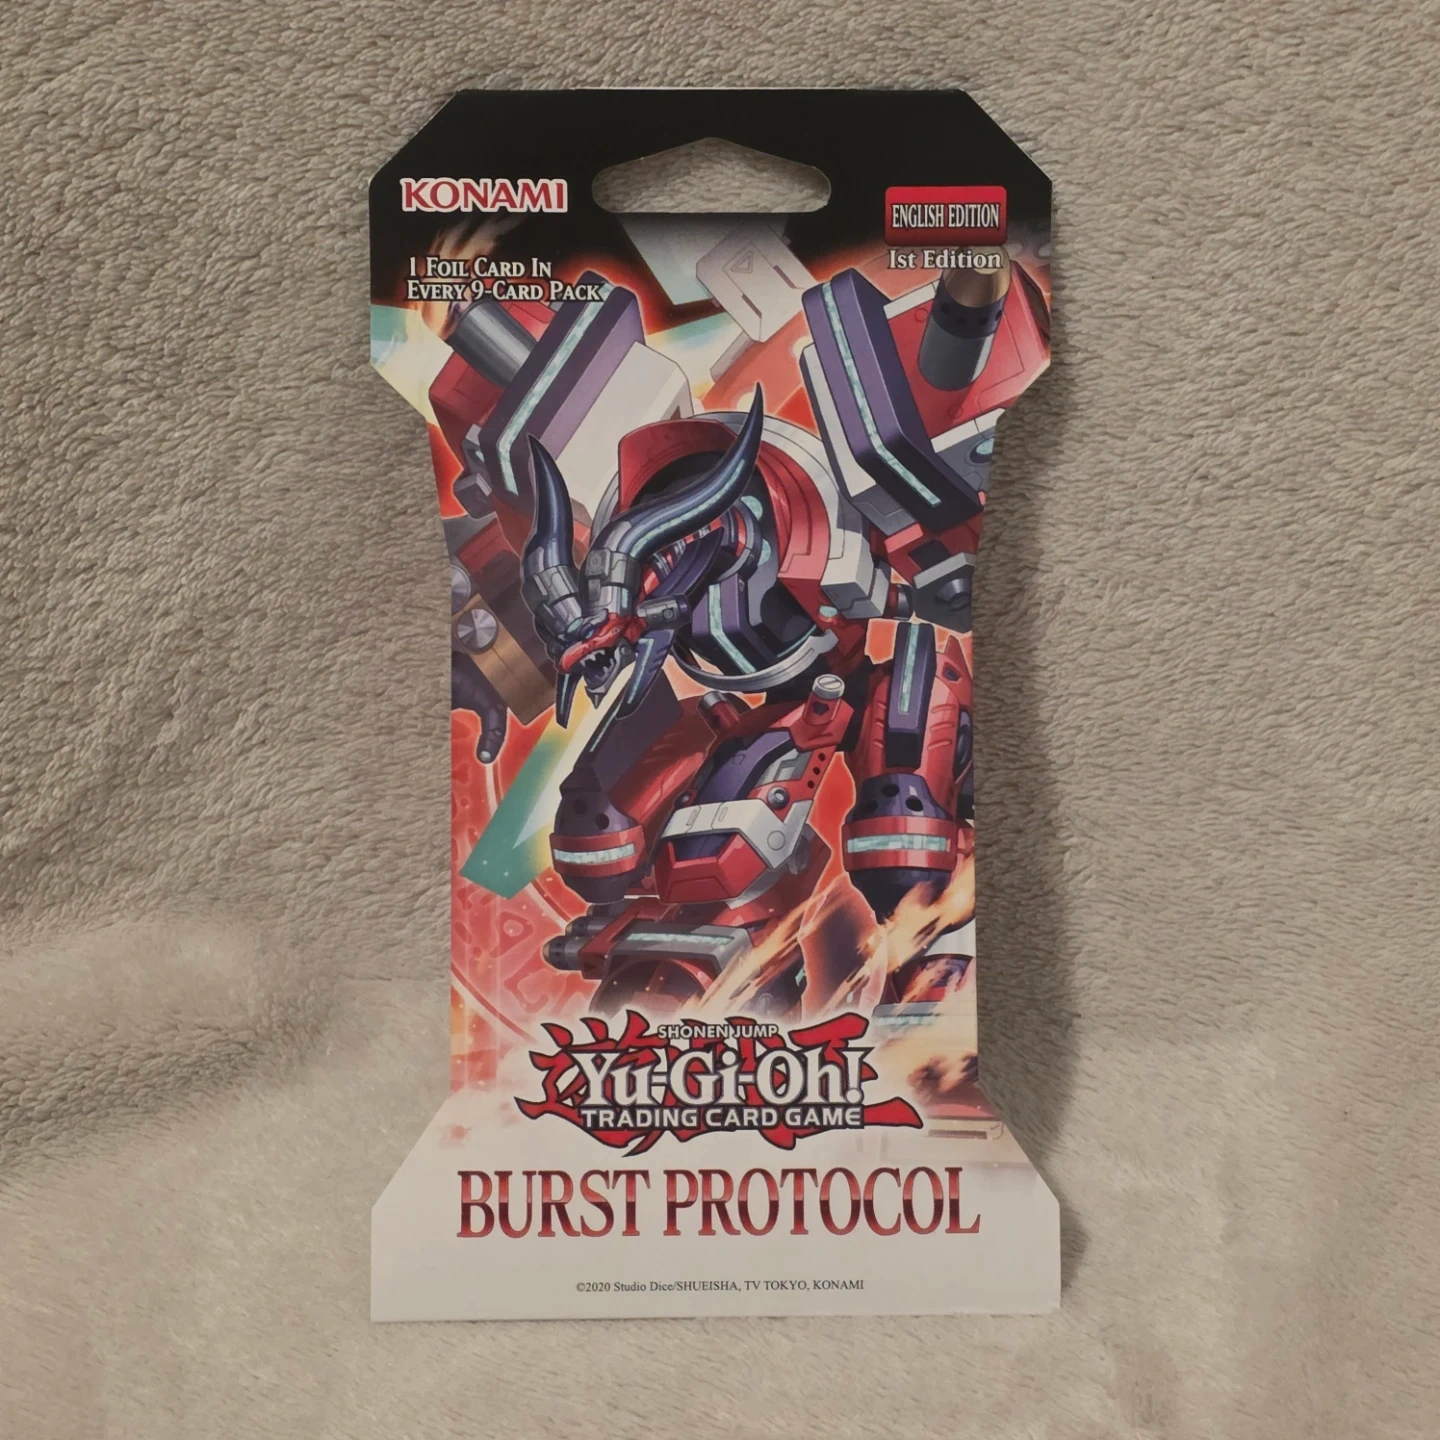 KONAMI
ENGLISH EDITION
1st Edition
1 FOIL CARD IN
EVERY 9-CARD PACK
SHONEN JUMP
Yu-Gi-Oh!
TRADING CARD GAME
BURST PROTOCOL
©2020 Studio Dice/SHUEISHA, TV TOKYO, KONAMI